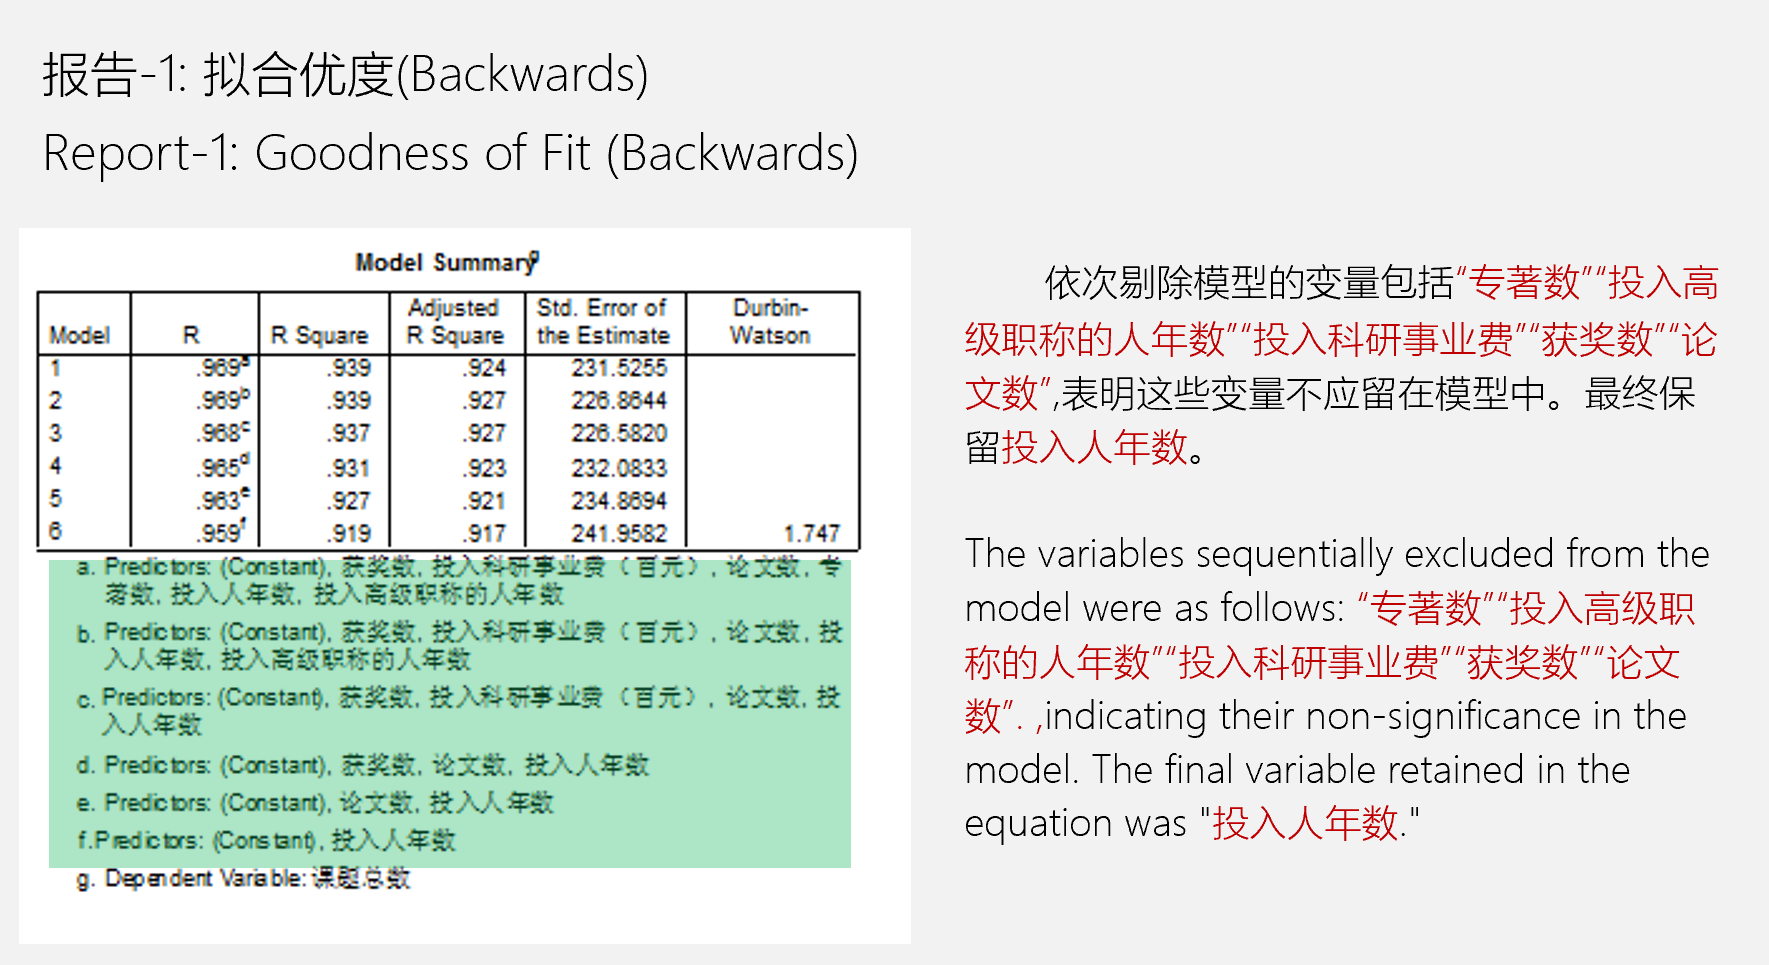 报告-1: 拟合优度(Backwards)
Report-1: Goodness of Fit (Backwards)
Model Summary g
Model R R Square Adjusted R Square Std. Error of the Estimate Durbin-Watson
1 .969a .939 .924 231.5255
2 .969b .939 .927 226.8644
3 .968c .937 .927 226.5820
4 .965d .931 .923 232.0833
5 .963e .927 .921 234.8694
6 .959f .919 .917 241.9582 1.747
a. Predictors: (Constant), 获奖数, 投入科研事业费（百元）, 论文数, 专
著数, 投入人年数, 投入高级职称的人年数
b. Predictors: (Constant), 获奖数, 投入科研事业费（百元）, 论文数, 投
入人年数, 投入高级职称的人年数
c. Predictors: (Constant), 获奖数, 投入科研事业费（百元）, 论文数, 投
入人年数
d. Predictors: (Constant), 获奖数, 论文数, 投入人年数
e. Predictors: (Constant), 论文数, 投入人年数
f.Predictors: (Constant), 投入人年数
g. Dependent Variable: 课题总数
依次剔除模型的变量包括“专著数”“投入高
级职称的人年数”“投入科研事业费”“获奖数”“论
文数”,表明这些变量不应留在模型中。最终保
留投入人年数。
The variables sequentially excluded from the
model were as follows: “专著数”“投入高级职
称的人年数”“投入科研事业费”“获奖数”“论文
数”. ,indicating their non-significance in the
model. The final variable retained in the
equation was "投入人年数."